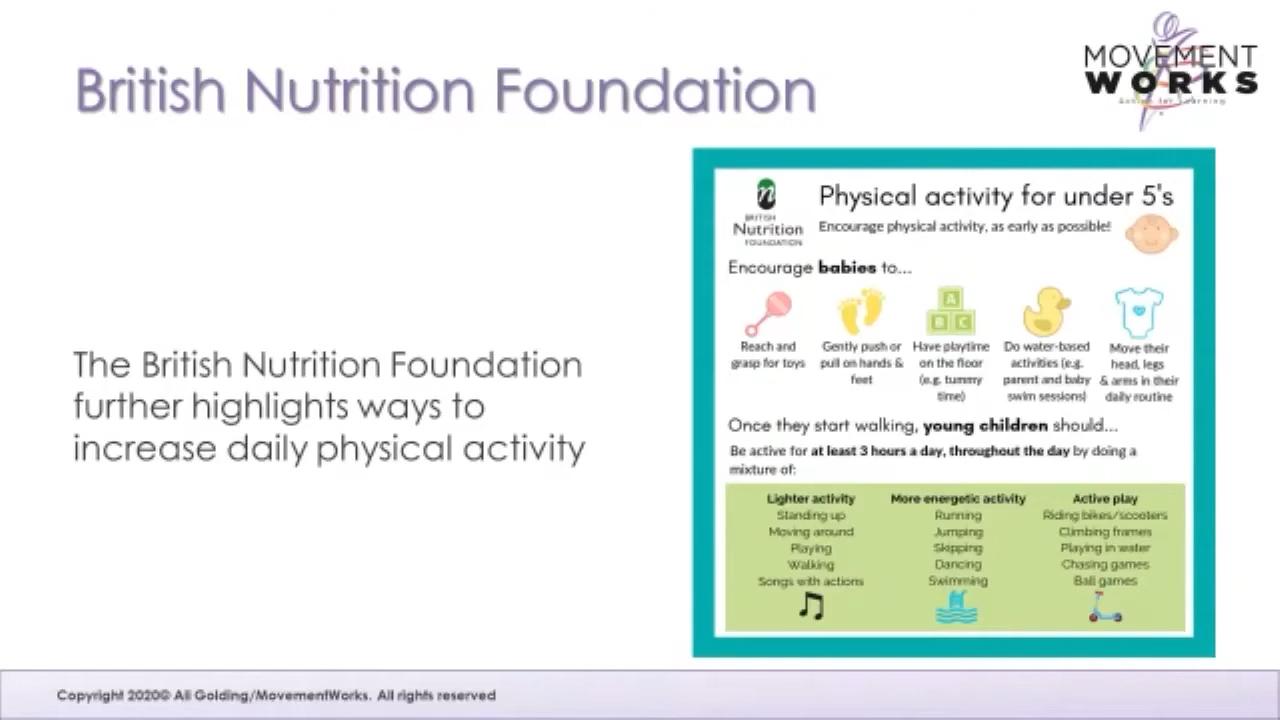 British Nutrition Foundation
MOVEMENT
WORKS
Action for Learning
The British Nutrition Foundation
further highlights ways to
increase daily physical activity
BRITISH
Nutrition
FOUNDATION
Physical activity for under 5's
Encourage physical activity, as early as possible!
Encourage babies to...
Reach and
grasp for toys
Gently push or
pull on hands &
feet
A
B C
Have playtime
on the floor
(e.g. tummy
time)
Do water-based
activities (e.g.
parent and baby
swim sessions)
Move their
head, legs
& arms in their
daily routine
Once they start walking, young children should...
Be active for at least 3 hours a day, throughout the day by doing a
mixture of:
Lighter activity
Standing up
Moving around
Playing
Walking
Songs with actions
More energetic activity
Running
Jumping
Skipping
Dancing
Swimming
Active play
Riding bikes/scooters
Climbing frames
Playing in water
Chasing games
Ball games
Copyright 2020© Ali Golding/MovementWorks. All rights reserved